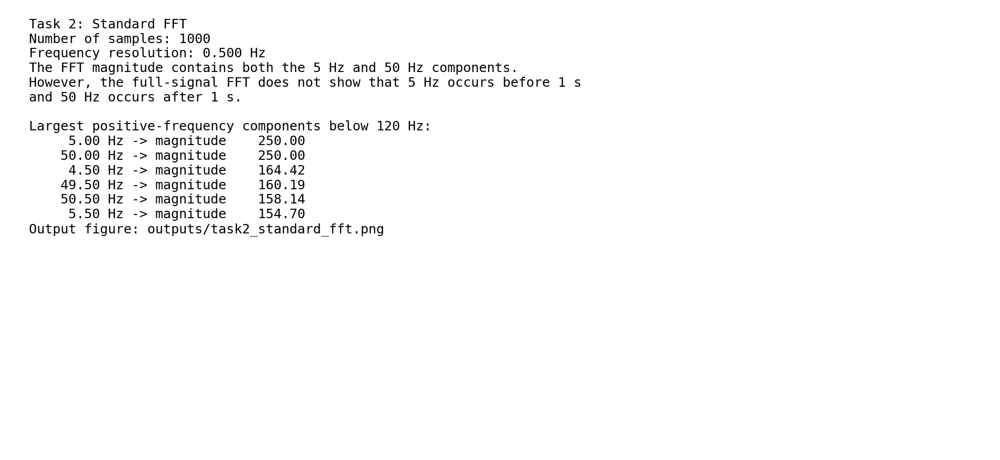 Task 2: Standard FFT
Number of samples: 1000
Frequency resolution: 0.500 Hz
The FFT magnitude contains both the 5 Hz and 50 Hz components.
However, the full-signal FFT does not show that 5 Hz occurs before 1 s
and 50 Hz occurs after 1 s.

Largest positive-frequency components below 120 Hz:
     5.00 Hz -> magnitude    250.00
    50.00 Hz -> magnitude    250.00
     4.50 Hz -> magnitude    164.42
    49.50 Hz -> magnitude    160.19
    50.50 Hz -> magnitude    158.14
     5.50 Hz -> magnitude    154.70
Output figure: outputs/task2_standard_fft.png